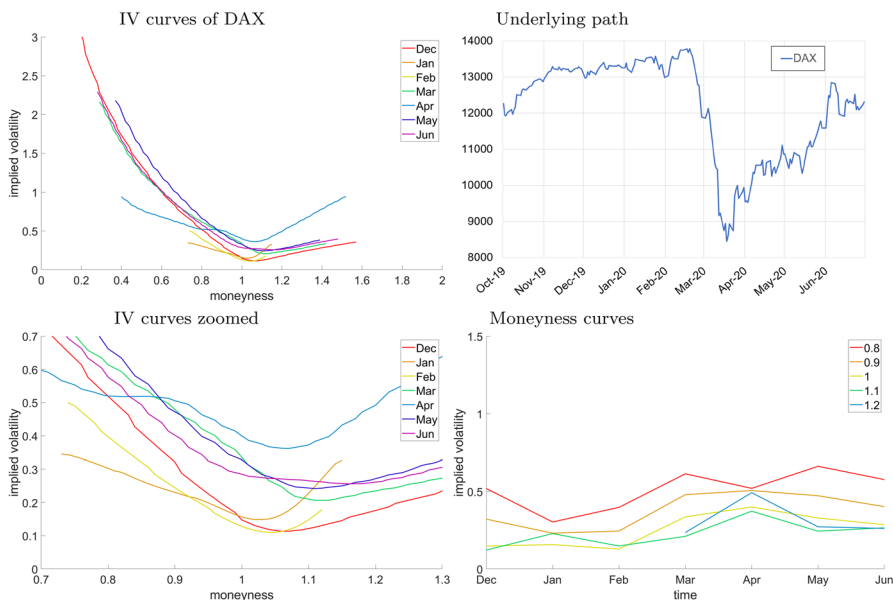 IV curves of DAX
3
2.5
2
1.5
1
0.5
0
implied volatility
0 0.2 0.4 0.6 0.8 1 1.2 1.4 1.6 1.8 2
moneyness
Dec
Jan
Feb
Mar
Apr
May
Jun
Underlying path
14000
13000
12000
11000
10000
9000
8000
DAX
Oct-19 Nov-19 Dec-19 Jan-20 Feb-20 Mar-20 Apr-20 May-20 Jun-20
IV curves zoomed
0.7
0.6
0.5
0.4
0.3
0.2
0.1
0
implied volatility
0.7 0.8 0.9 1 1.1 1.2 1.3
moneyness
Dec
Jan
Feb
Mar
Apr
May
Jun
Moneyness curves
1.5
1
0.5
0
implied volatility
Dec Jan Feb Mar Apr May Jun
time
0.8
0.9
1
1.1
1.2